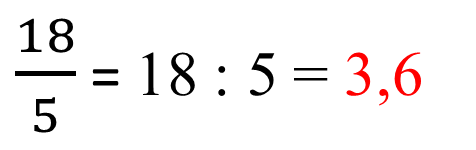 18/5 = 18 : 5 = 3,6